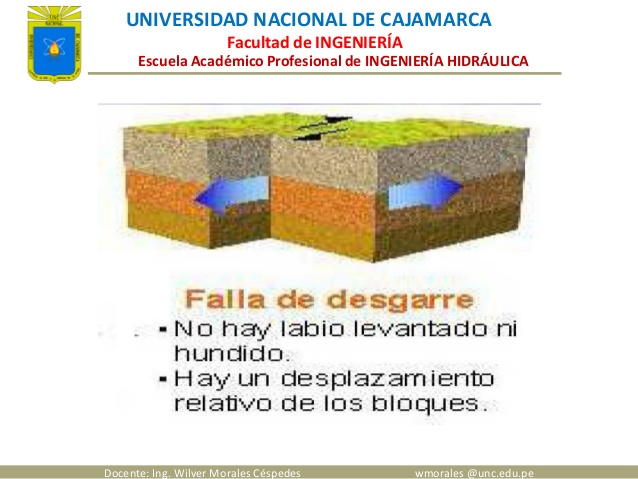 UNIVERSIDAD NACIONAL DE CAJAMARCA
Facultad de INGENIERÍA
Escuela Académico Profesional de INGENIERÍA HIDRÁULICA
Falla de desgarre
▪ No hay labio levantado ni
hundido.
▪ Hay un desplazamiento
relativo de los bloques.
Docente: Ing. Wilver Morales Céspedes wmorales @unc.edu.pe